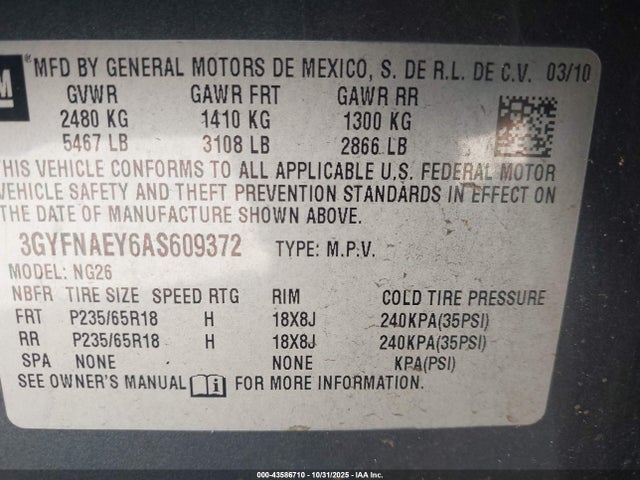 GM ® MFD BY GENERAL MOTORS DE MEXICO, S. DE R.L. DE C.V. 03/10
GVWR GAWR FRT GAWR RR
2480 KG 1410 KG 1300 KG
5467 LB 3108 LB 2866 LB
THIS VEHICLE CONFORMS TO ALL APPLICABLE U.S. FEDERAL MOTOR
VEHICLE SAFETY AND THEFT PREVENTION STANDARDS IN EFFECT ON
THE DATE OF MANUFACTURE SHOWN ABOVE.
3GYFNAEY6AS609372 TYPE: M.P.V.
MODEL: NG26
NBFR TIRE SIZE SPEED RTG RIM COLD TIRE PRESSURE
FRT P235/65R18 H 18X8J 240KPA(35PSI)
RR P235/65R18 H 18X8J 240KPA(35PSI)
SPA NONE NONE KPA(PSI)
SEE OWNER'S MANUAL FOR MORE INFORMATION.
000-43586710 | 10/31/2025 - IAA Inc.